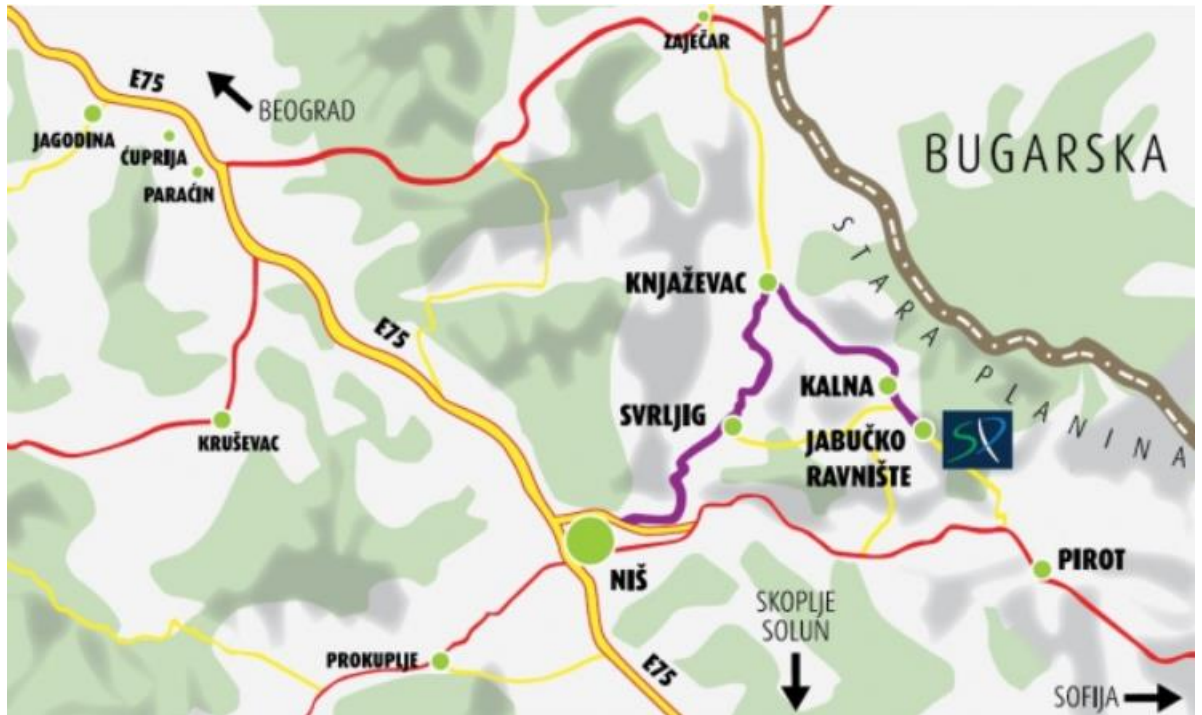 ZAJEČAR
E75
BEOGRAD
JAGODINA
ĆUPRIJA
PARAĆIN
BUGARSKA
STARA PLANINA
KNJAŽEVAC
E75
KALNA
SVRLJIG
JABUČKO
RAVNIŠTE
SP
KRUŠEVAC
NIŠ
PIROT
SKOPLJE
SOLUN
PROKUPLJE
E75
SOFIJA